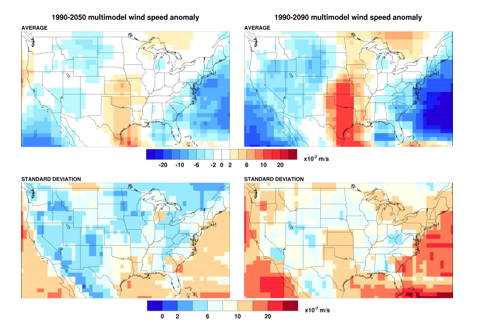 1990-2050 multimodel wind speed anomaly
1990-2090 multimodel wind speed anomaly
AVERAGE
AVERAGE
-20 -10 -6 -2 0 2 6 10 20 x10⁻² m/s
STANDARD DEVIATION
STANDARD DEVIATION
0 2 6 10 20 x10⁻² m/s